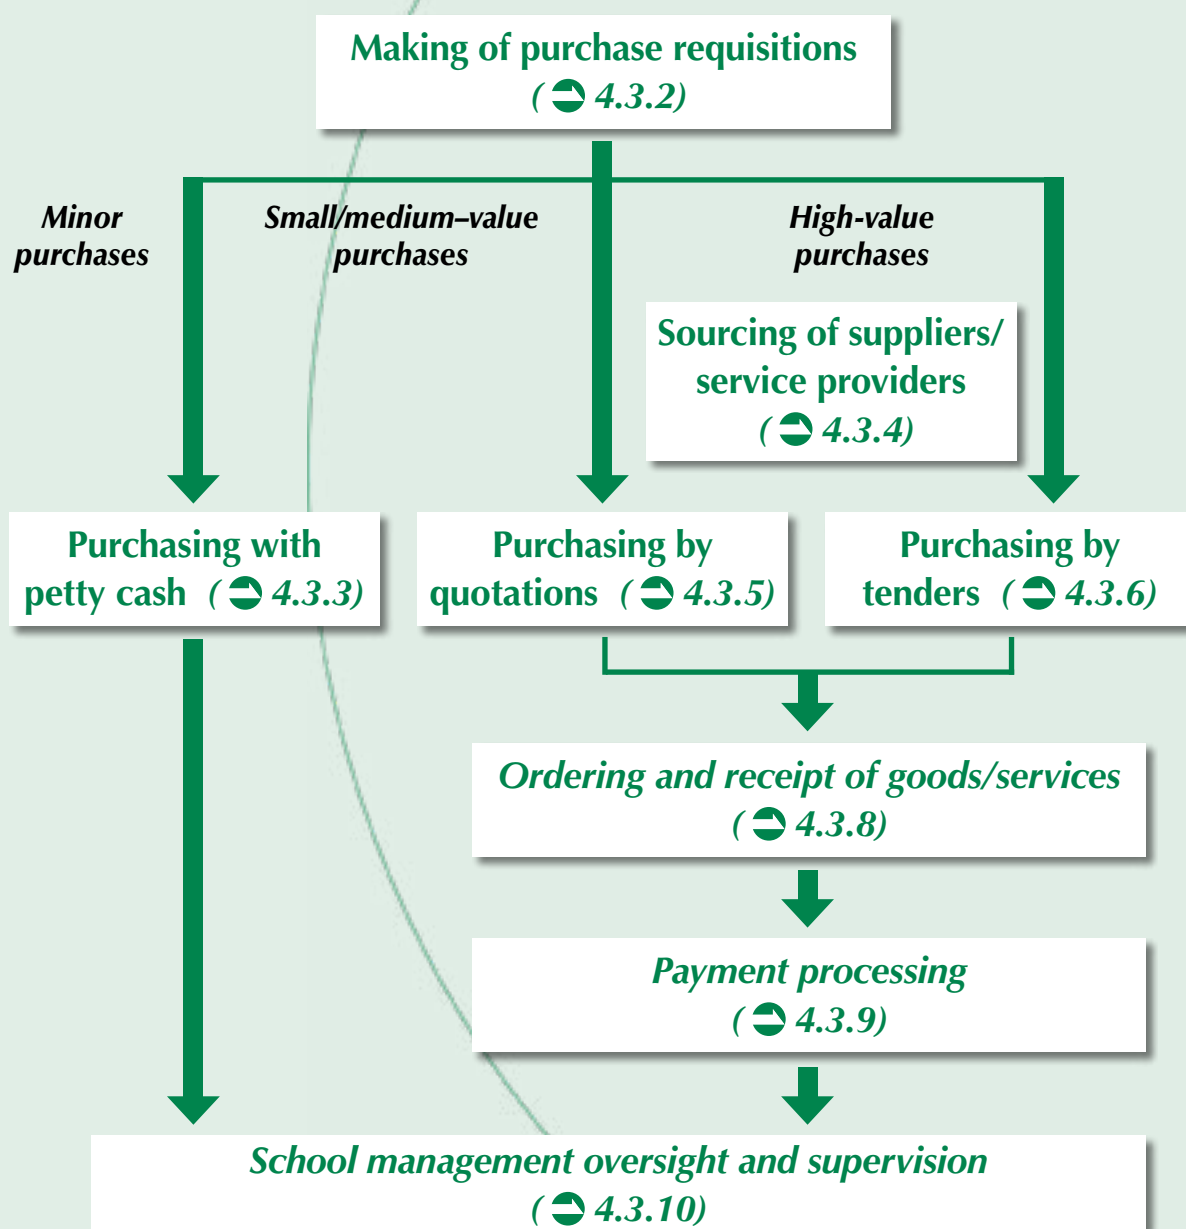 Making of purchase requisitions
( ➲ 4.3.2)
Minor
purchases
Small/medium–value
purchases
High-value
purchases
Sourcing of suppliers/
service providers
( ➲ 4.3.4)
Purchasing with
petty cash ( ➲ 4.3.3)
Purchasing by
quotations ( ➲ 4.3.5)
Purchasing by
tenders ( ➲ 4.3.6)
Ordering and receipt of goods/services
( ➲ 4.3.8)
Payment processing
( ➲ 4.3.9)
School management oversight and supervision
( ➲ 4.3.10)